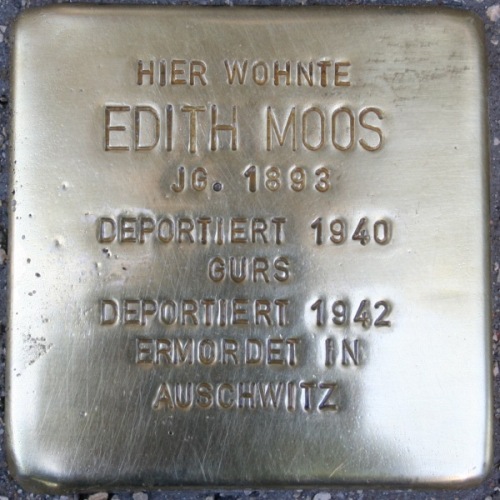 HIER WOHNTE
EDITH MOOS
JG. 1893
DEPORTIERT 1940
GURS
DEPORTIERT 1942
ERMORDET IN
AUSCHWITZ